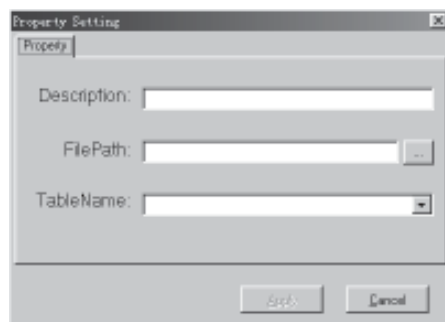 Property Setting
Property
Description:
FilePath:
...
TableName:
Apply
Cancel